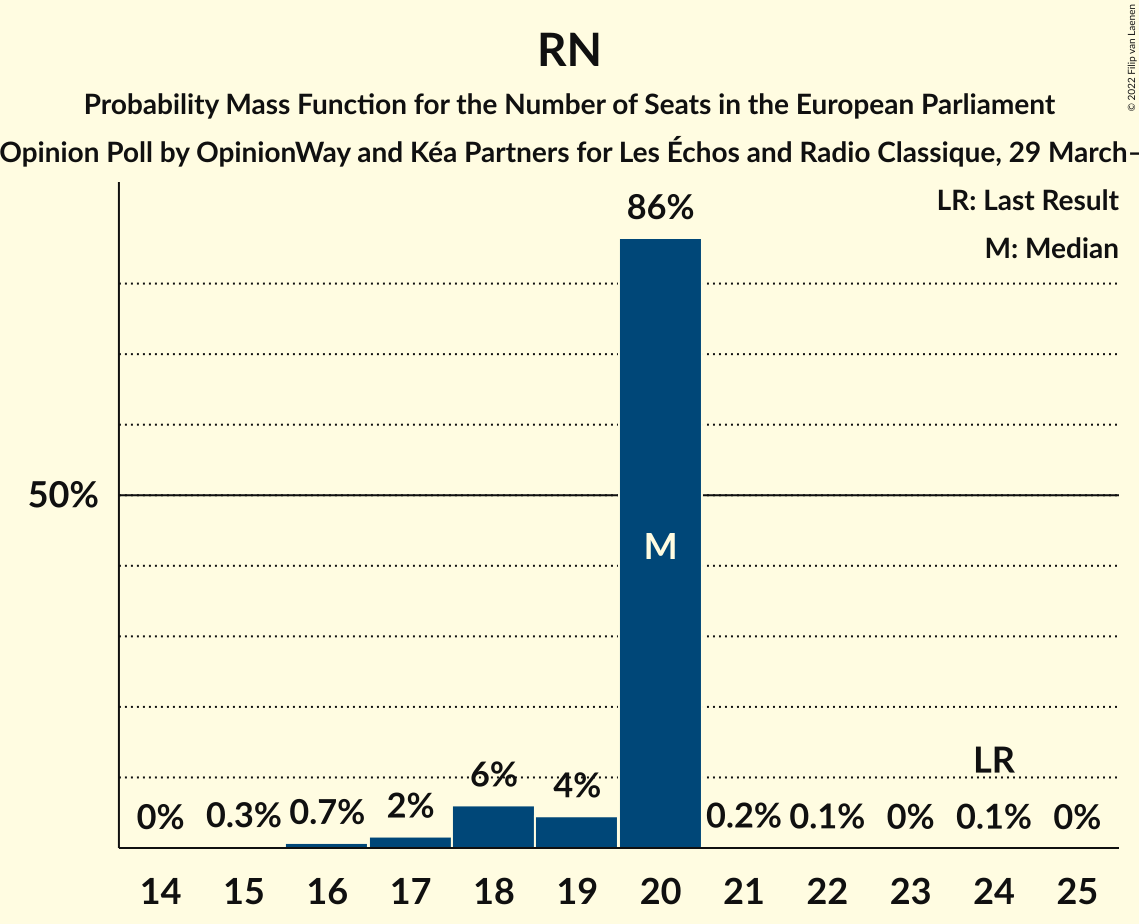 RN
Probability Mass Function for the Number of Seats in the European Parliament
Opinion Poll by OpinionWay and Kéa Partners for Les Échos and Radio Classique, 29 March–
© 2022 Filip van Laenen
LR: Last Result
M: Median
86%
50%
M
LR
0% 0.3% 0.7% 2% 6% 4% 0.2% 0.1% 0% 0.1% 0%
14 15 16 17 18 19 20 21 22 23 24 25